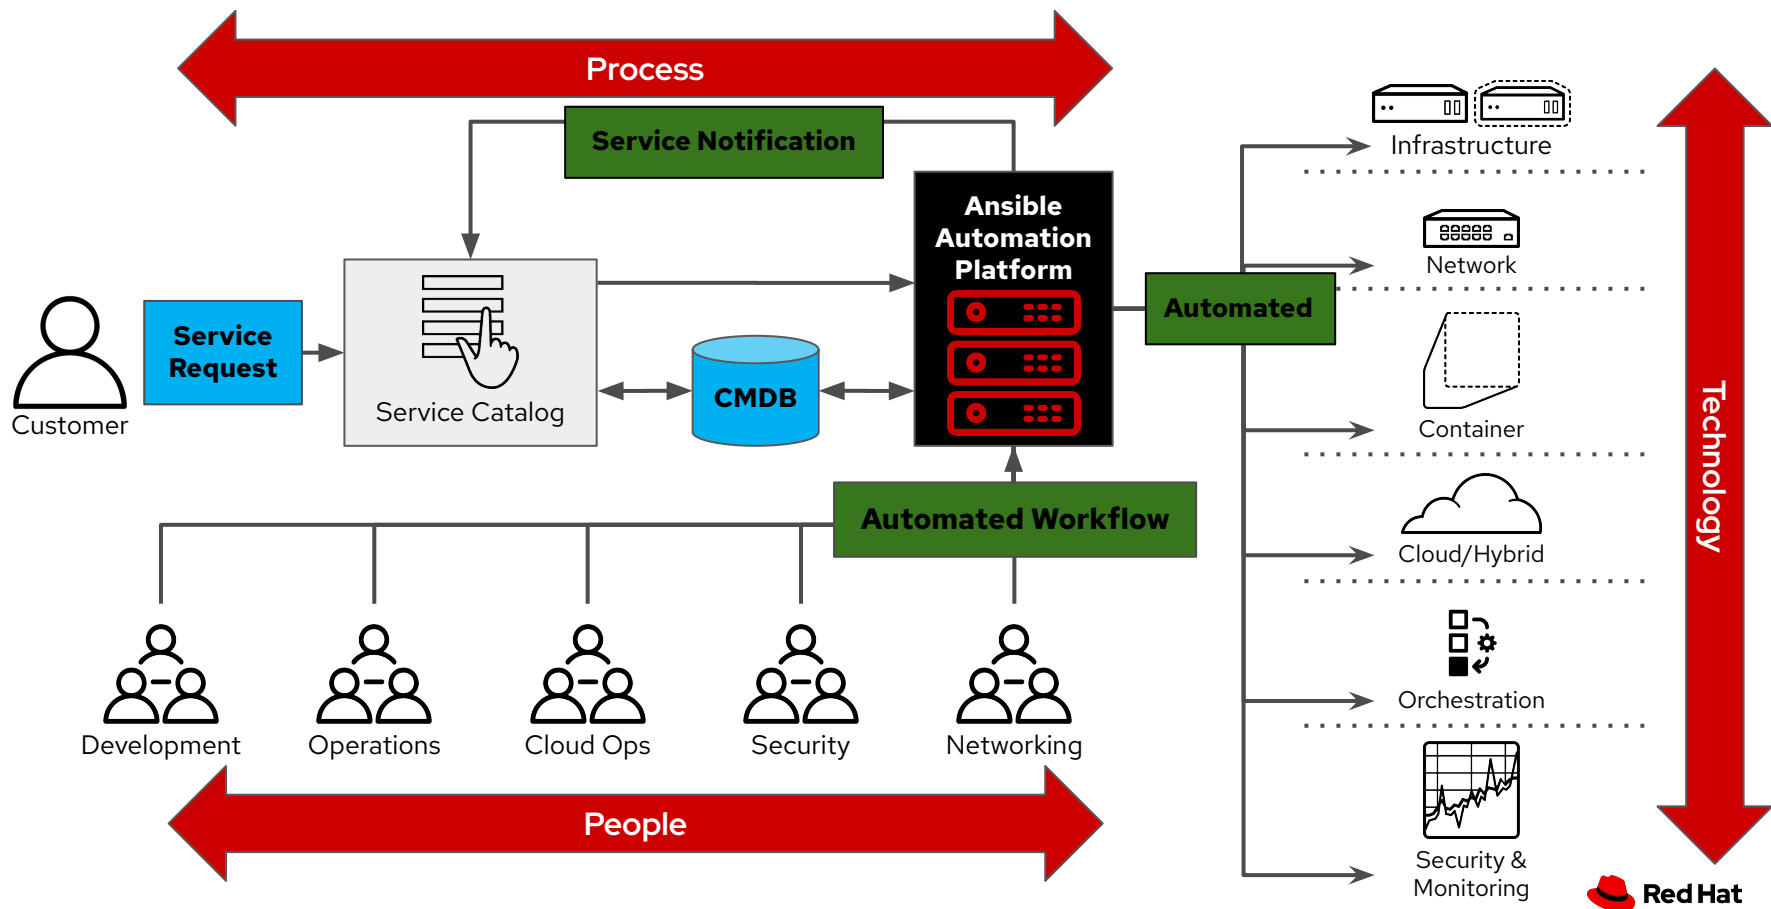 Process
Service Notification
Ansible
Automation
Platform
Infrastructure
Network
Automated
Service
Request
Customer
Service Catalog
CMDB
Container
Technology
Automated Workflow
Cloud/Hybrid
Orchestration
Development
Operations
Cloud Ops
Security
Networking
People
Security &
Monitoring
Red Hat